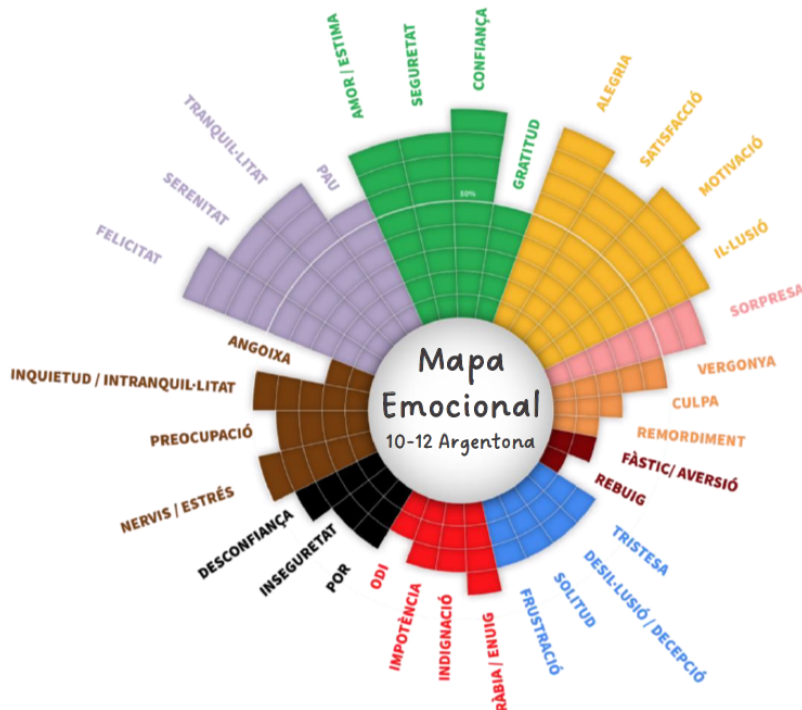 Mapa
Emocional
10-12 Argentona
50%
FELICITAT
SERENITAT
TRANQUIL·LITAT
PAU
AMOR / ESTIMA
SEGURETAT
CONFIANÇA
GRATITUD
ALEGRIA
SATISFACCIÓ
MOTIVACIÓ
IL·LUSIÓ
SORPRESA
VERGONYA
CULPA
REMORDIMENT
FÀSTIC/ AVERSIÓ
REBUIG
TRISTESA
DESIL·LUSIÓ / DECEPCIÓ
SOLITUD
FRUSTRACIÓ
RÀBIA / ENUIG
INDIGNACIÓ
IMPOTÈNCIA
ODI
POR
INSEGURETAT
DESCONFIANÇA
NERVIS / ESTRÉS
PREOCUPACIÓ
INQUIETUD / INTRANQUIL·LITAT
ANGOIXA